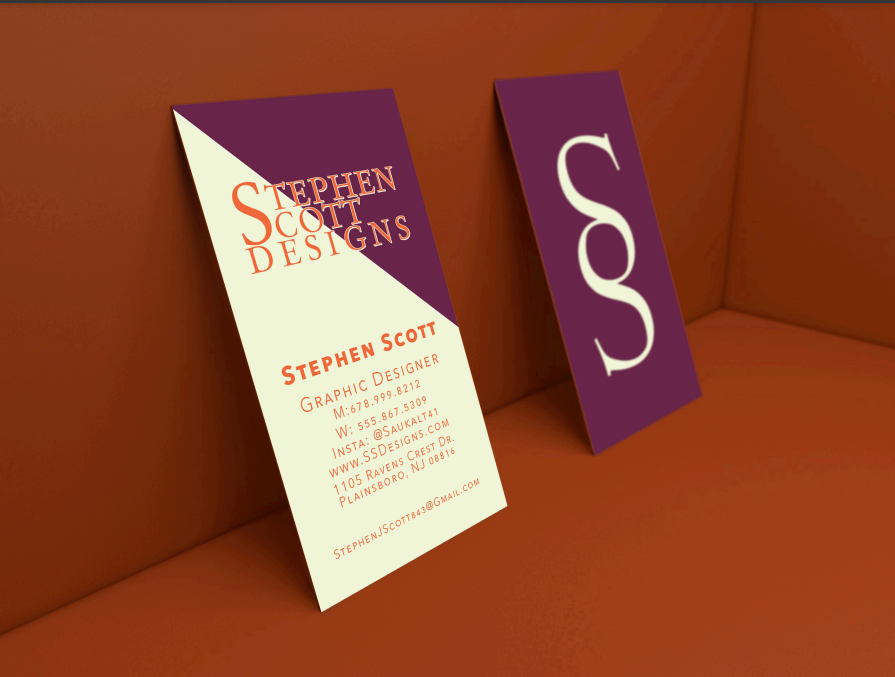 STEPHEN
SCOTT
DESIGNS
STEPHEN SCOTT
GRAPHIC DESIGNER
M:678.999.8212
W: 555.867.5309
INSTA: @SAUKALT41
WWW.SSDESIGNS.COM
1105 RAVENS CREST DR.
PLAINSBORO, NJ 08816
STEPHENJSCOTT843@GMAIL.COM
§